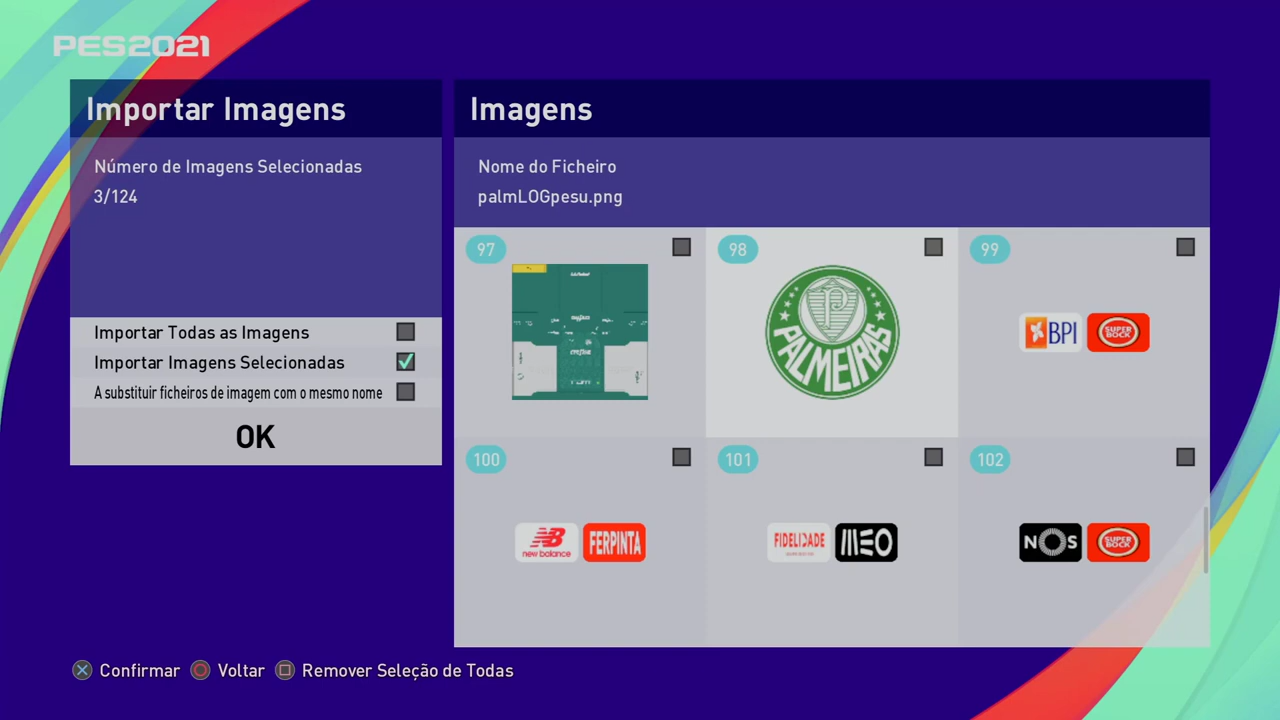 PES2021
Importar Imagens
Número de Imagens Selecionadas
3/124
Importar Todas as Imagens
Importar Imagens Selecionadas
A substituir ficheiros de imagem com o mesmo nome
OK
Imagens
Nome do Ficheiro
palmLOGpesu.png
97
98
99
P
PALMEIRAS
BPI
SUPER
BOCK
100
101
102
new balance
FERPINTA
FIDELIDADE
MEO
NOS
SUPER
BOCK
Confirmar
Voltar
Remover Seleção de Todas